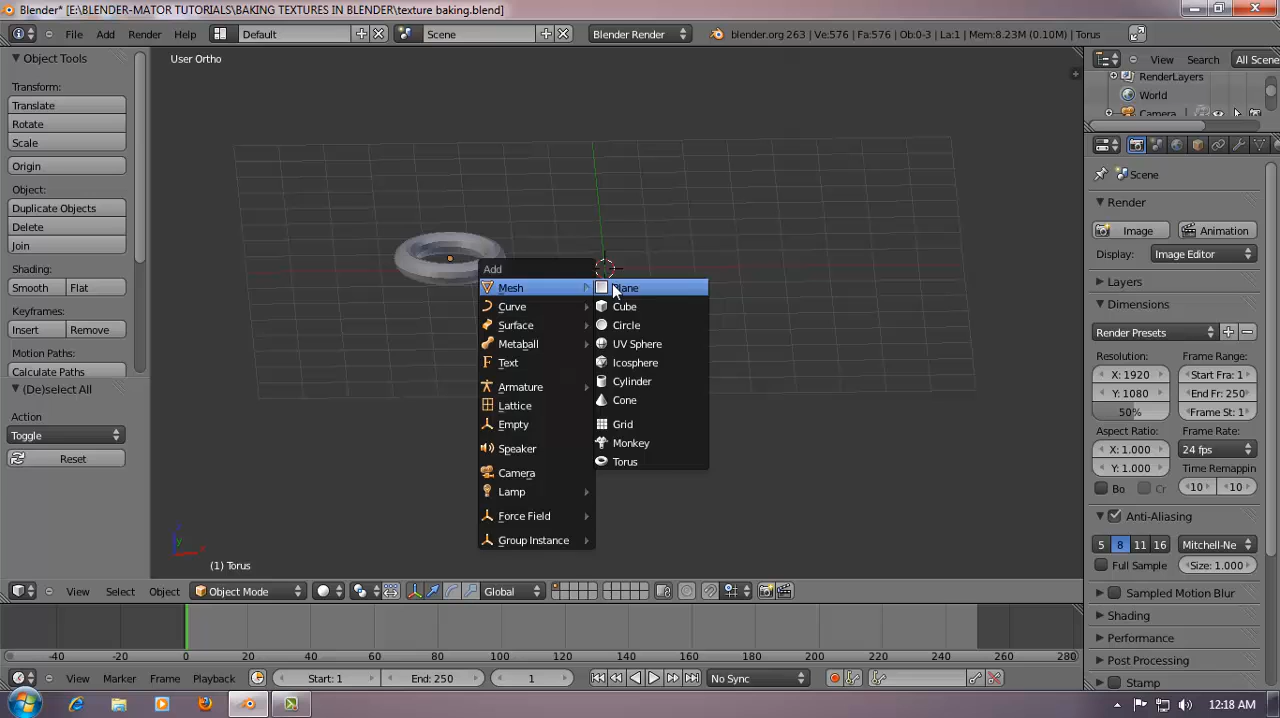 Blender* [E:\BLENDER-MATOR TUTORIALS\BAKING TEXTURES IN BLENDER\texture baking.blend]
File Add Render Help Default Scene Blender Render blender.org 263 | Ve:576 | Fa:576 | Ob:0-3 | La:1 | Mem:8.23M (0.10M) | Torus
Object Tools
Transform:
Translate
Rotate
Scale
Origin
Object:
Duplicate Objects
Delete
Join
Shading:
Smooth Flat
Keyframes:
Insert Remove
Motion Paths:
Calculate Paths
(De)select All
Action
Toggle
Reset
User Ortho
Add
Mesh
Curve
Surface
Metaball
Text
Armature
Lattice
Empty
Speaker
Camera
Lamp
Force Field
Group Instance
lane
Cube
Circle
UV Sphere
Icosphere
Cylinder
Cone
Grid
Monkey
Torus
z
y
x
(1) Torus
View Select Object Object Mode Global
View Search All Scene
RenderLayers
World
Camera
Scene
Render
Image Animation
Display: Image Editor
Layers
Dimensions
Render Presets
Resolution: Frame Range:
X: 1920 Start Fra: 1
Y: 1080 End Fr: 250
50% Frame St: 1
Aspect Ratio: Frame Rate:
X: 1.000 24 fps
Y: 1.000 Time Remappin
Bo Cr 10 10
Anti-Aliasing
5 8 11 16 Mitchell-Ne
Full Sample Size: 1.000
Sampled Motion Blur
Shading
Performance
Post Processing
Stamp
-40 -20 0 20 40 60 80 100 120 140 160 180 200 220 240 260 280
View Marker Frame Playback Start: 1 End: 250 1 No Sync
12:18 AM